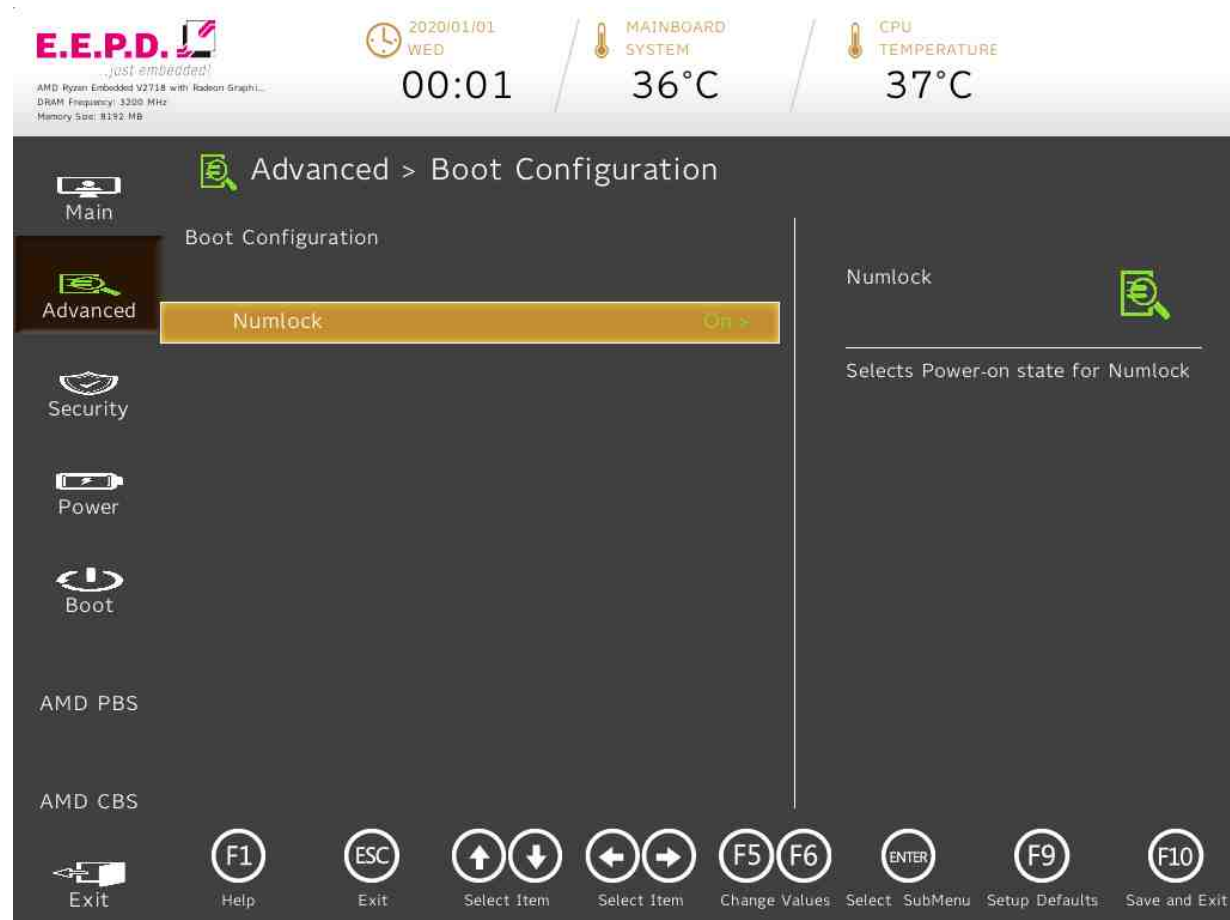 E.E.P.D.
...just embedded!
AMD Ryzen Embedded V2718 with Radeon Graphi...
DRAM Frequency: 3200 MHz
Memory Size: 8192 MB
2020/01/01
WED
00:01
MAINBOARD
SYSTEM
36°C
CPU
TEMPERATURE
37°C
Main
Advanced
Security
Power
Boot
AMD PBS
AMD CBS
Exit
Advanced > Boot Configuration
Boot Configuration
Numlock On >
Numlock
Selects Power-on state for Numlock
F1
Help
ESC
Exit
Select Item
Select Item
F5 F6
Change Values
ENTER
Select SubMenu
F9
Setup Defaults
F10
Save and Exit